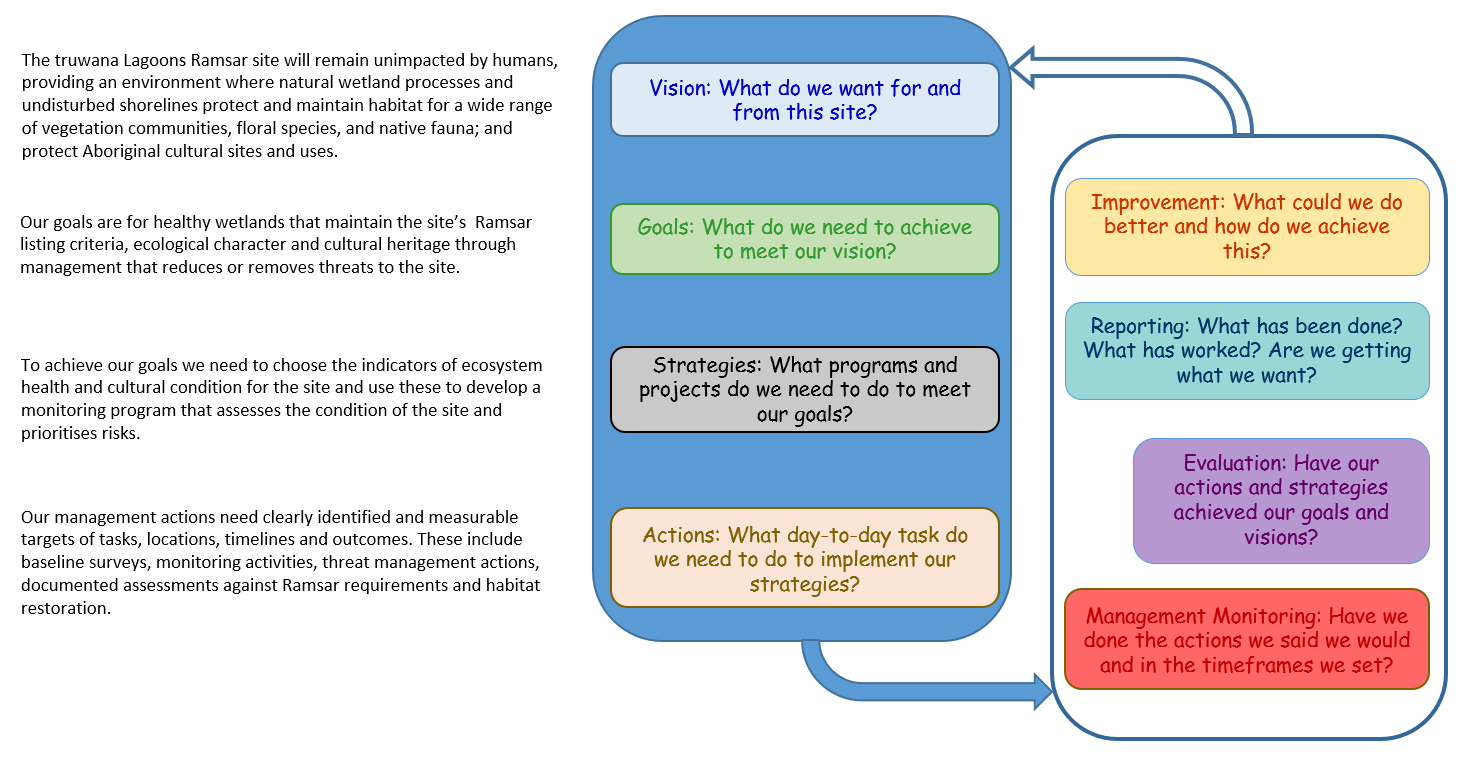 The truwana Lagoons Ramsar site will remain unimpacted by humans,
providing an environment where natural wetland processes and
undisturbed shorelines protect and maintain habitat for a wide range
of vegetation communities, floral species, and native fauna; and
protect Aboriginal cultural sites and uses.
Our goals are for healthy wetlands that maintain the site’s  Ramsar
listing criteria, ecological character and cultural heritage through
management that reduces or removes threats to the site.
To achieve our goals we need to choose the indicators of ecosystem
health and cultural condition for the site and use these to develop a
monitoring program that assesses the condition of the site and
prioritises risks.
Our management actions need clearly identified and measurable
targets of tasks, locations, timelines and outcomes. These include
baseline surveys, monitoring activities, threat management actions,
documented assessments against Ramsar requirements and habitat
restoration.
Vision: What do we want for and
from this site?
Goals: What do we need to achieve
to meet our vision?
Strategies: What programs and
projects do we need to do to meet
our goals?
Actions: What day-to-day task do
we need to do to implement our
strategies?
Improvement: What could we do
better and how do we achieve
this?
Reporting: What has been done?
What has worked? Are we getting
what we want?
Evaluation: Have our
actions and strategies
achieved our goals and
visions?
Management Monitoring: Have we
done the actions we said we would
and in the timeframes we set?